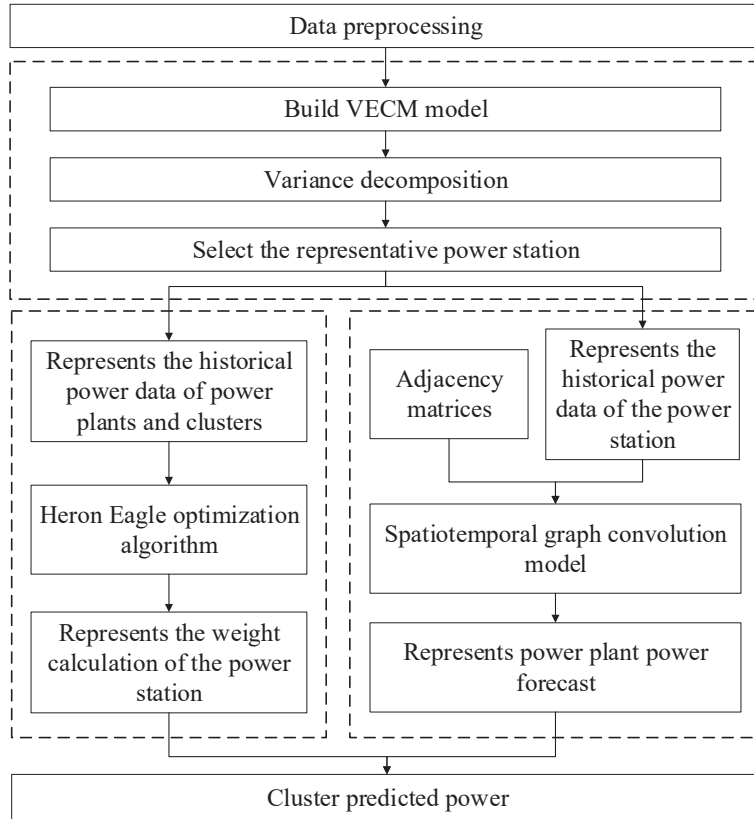 Data preprocessing
Build VECM model
Variance decomposition
Select the representative power station
Represents the historical
power data of power
plants and clusters
Heron Eagle optimization
algorithm
Represents the weight
calculation of the power
station
Adjacency
matrices
Represents the
historical power
data of the power
station
Spatiotemporal graph convolution
model
Represents power plant power
forecast
Cluster predicted power